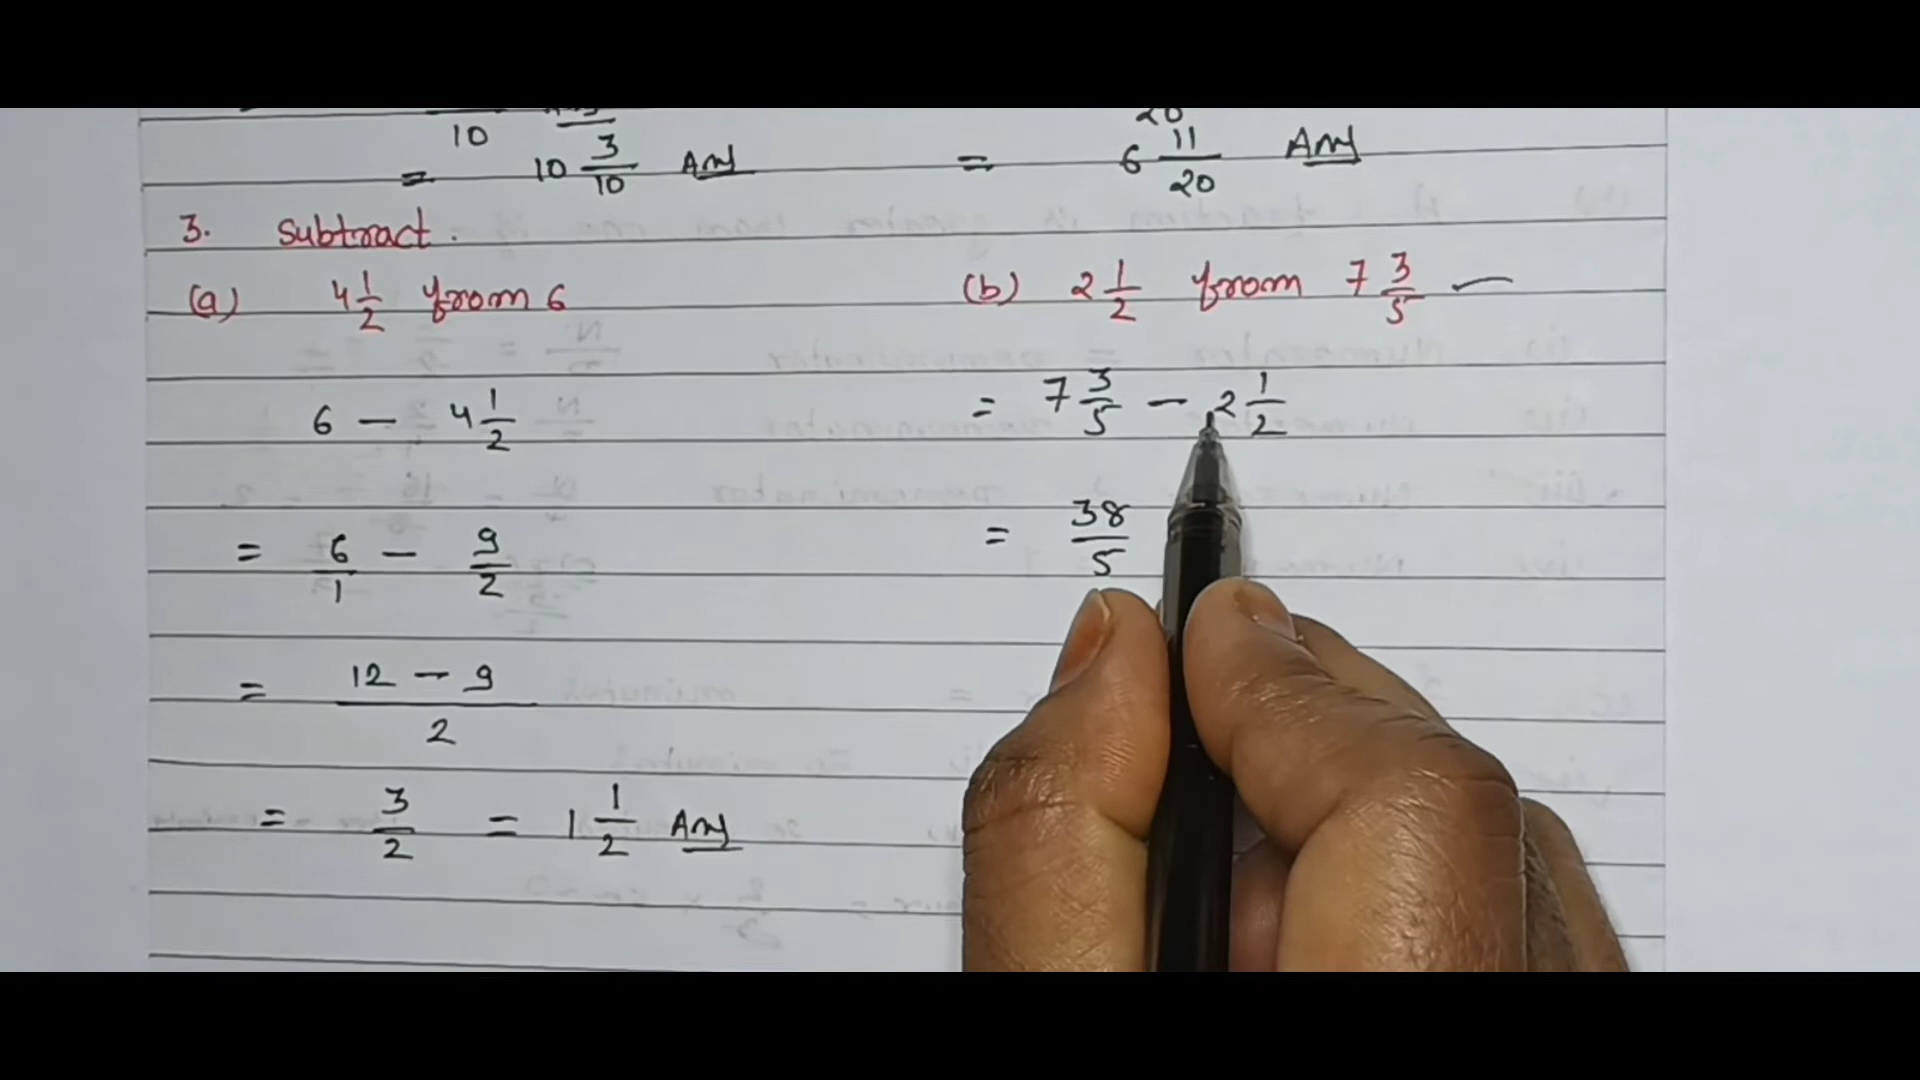 10
= 10 3/10 Ans
20
= 6 11/20 Ans
3. Subtract.
(a) 4 1/2 from 6
6 - 4 1/2
= 6/1 - 9/2
= 12 - 9 / 2
= 3/2 = 1 1/2 Ans
(b) 2 1/2 from 7 3/5
= 7 3/5 - 2 1/2
= 38/5